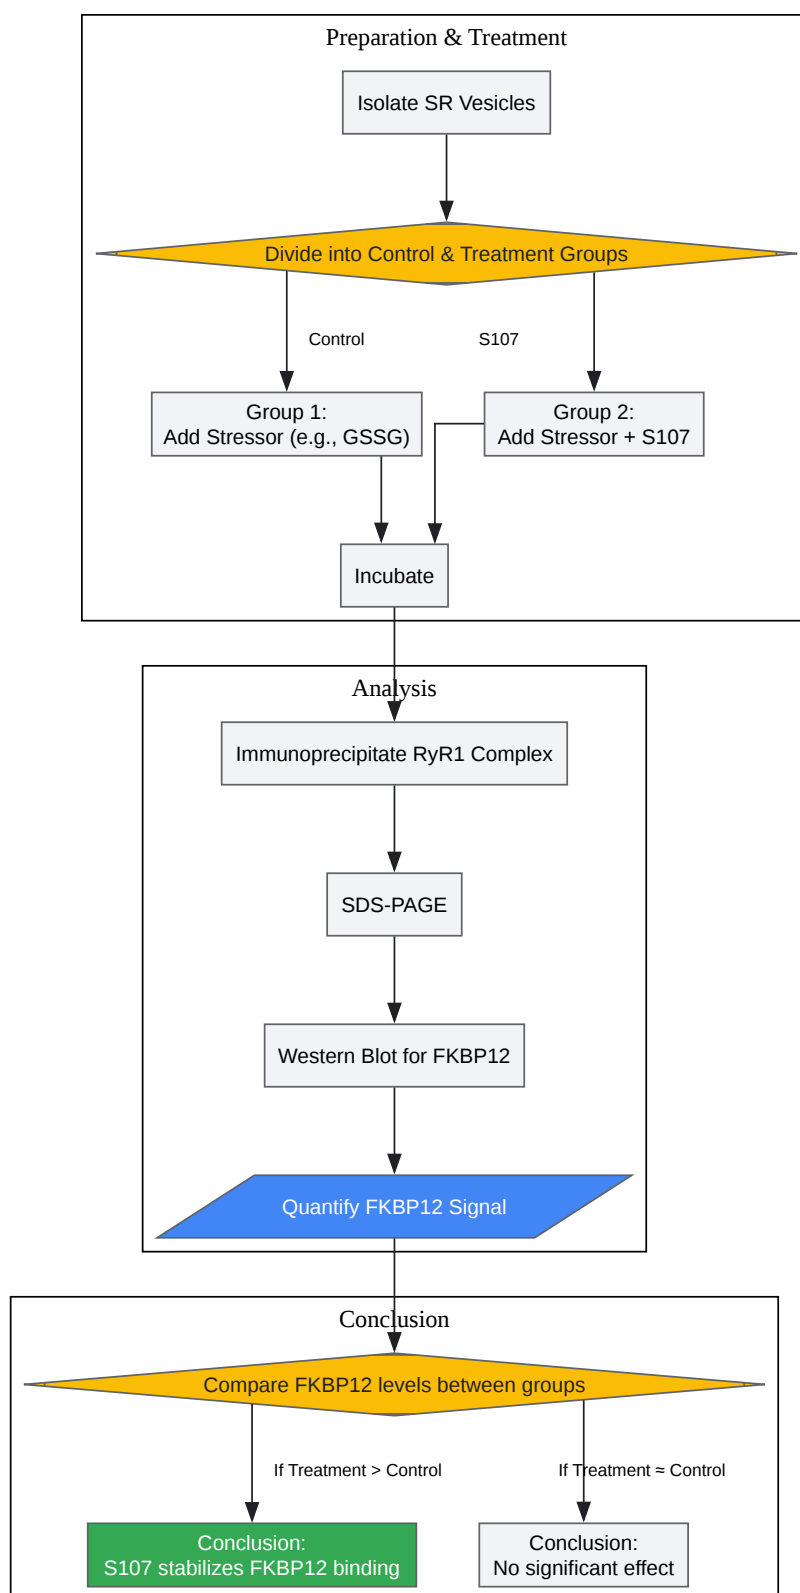 Preparation & Treatment
Isolate SR Vesicles
Divide into Control & Treatment Groups
Control
S107
Group 1:
Add Stressor (e.g., GSSG)
Group 2:
Add Stressor + S107
Incubate
Analysis
Immunoprecipitate RyR1 Complex
SDS-PAGE
Western Blot for FKBP12
Quantify FKBP12 Signal
Conclusion
Compare FKBP12 levels between groups
If Treatment > Control
If Treatment ≈ Control
Conclusion:
S107 stabilizes FKBP12 binding
Conclusion:
No significant effect